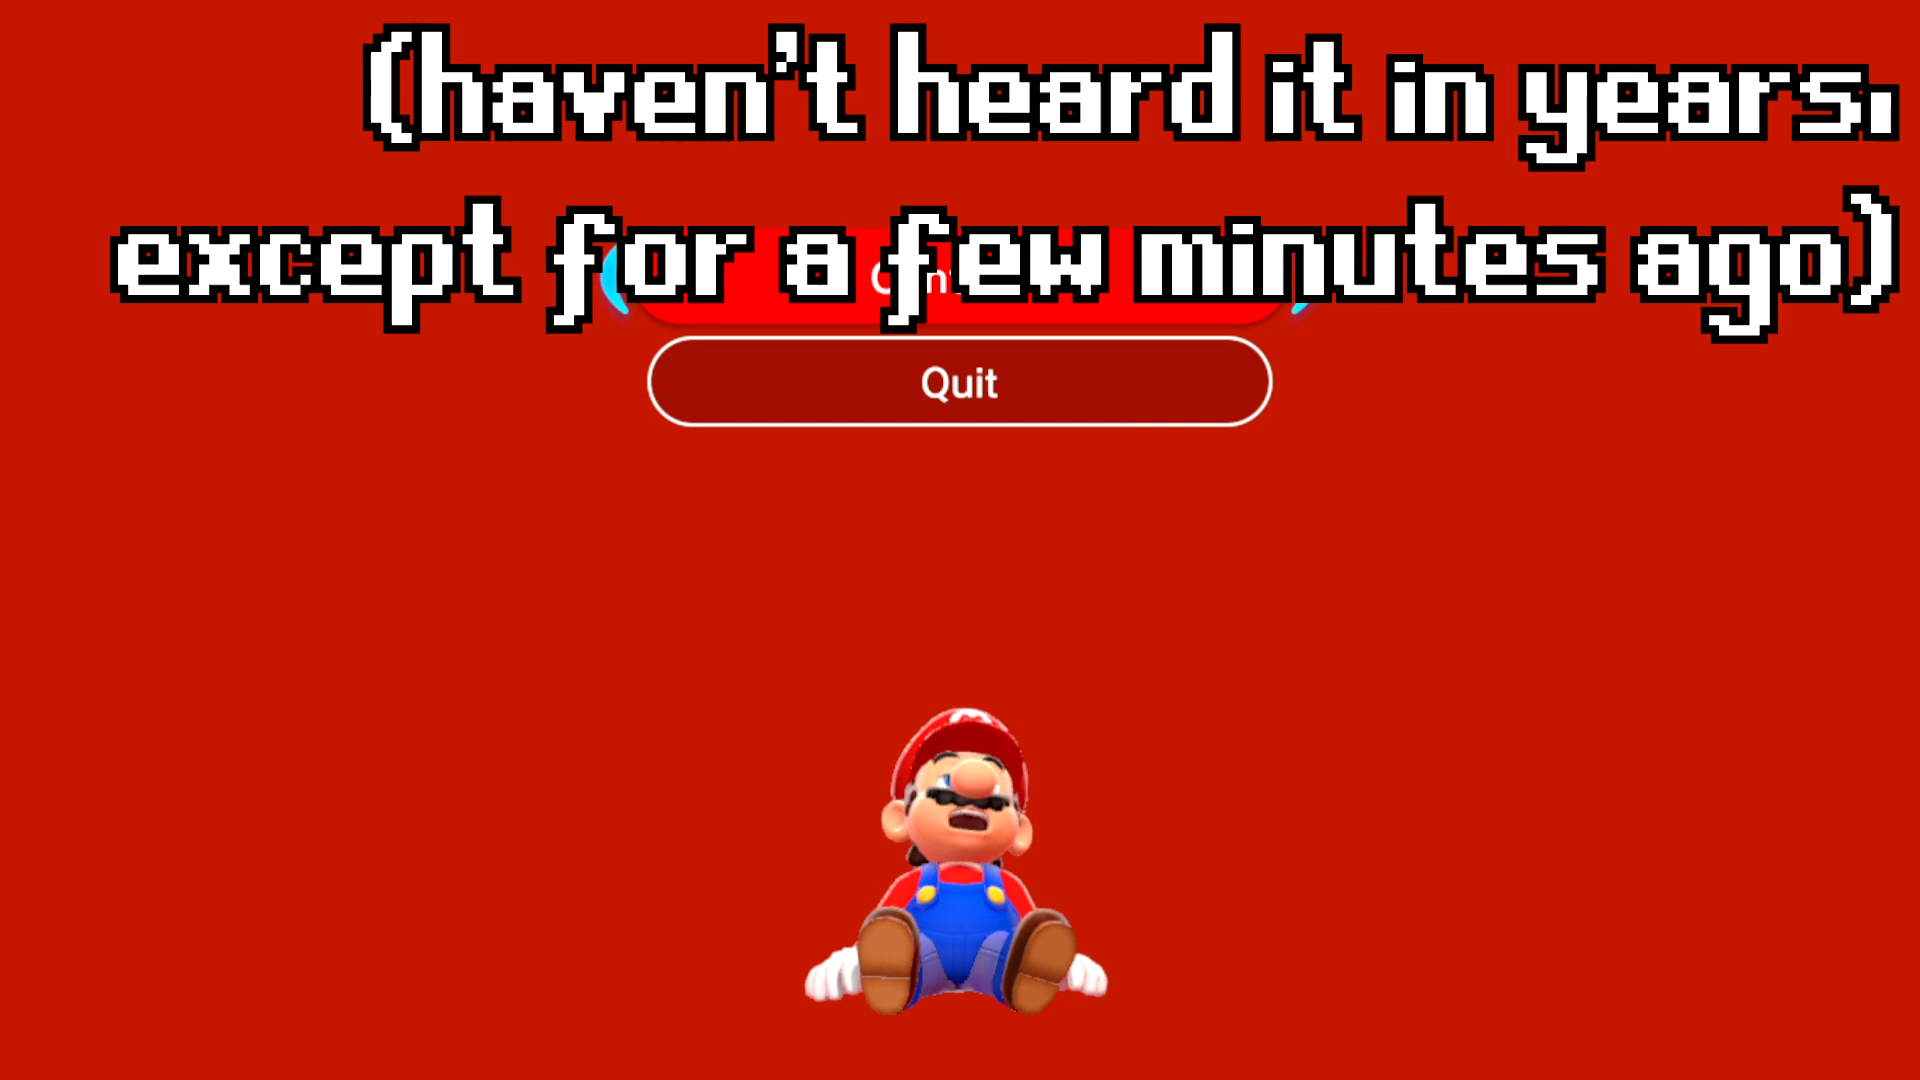 (haven't heard it in years,
except for a few minutes ago)
Quit
M